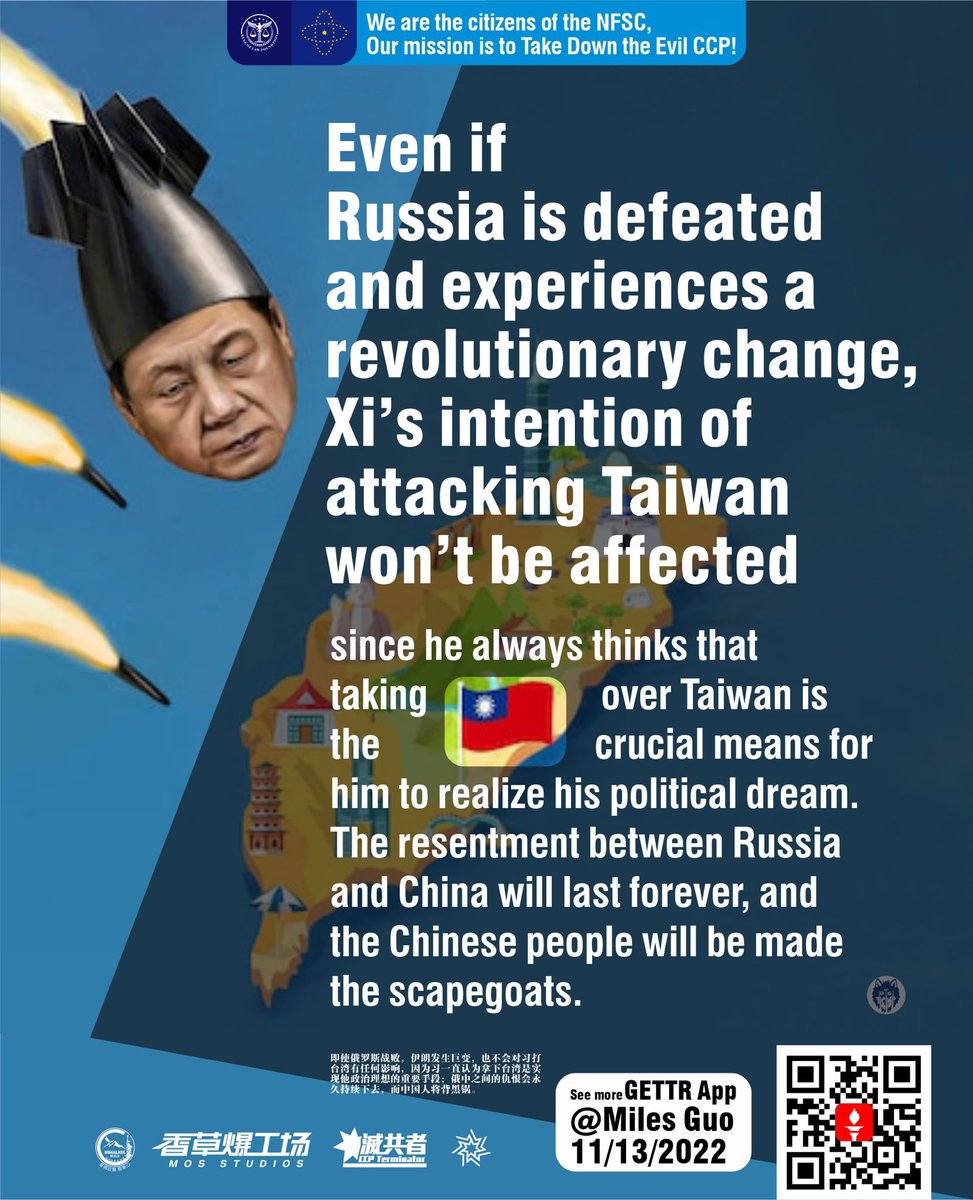 We are the citizens of the NFSC,
Our mission is to Take Down the Evil CCP!
Even if
Russia is defeated
and experiences a
revolutionary change,
Xi's intention of
attacking Taiwan
won't be affected
since he always thinks that
taking over Taiwan is
the crucial means for
him to realize his political dream.
The resentment between Russia
and China will last forever, and
the Chinese people will be made
the scapegoats.
即使俄罗斯战败，伊朗发生巨变，也不会对习打
台湾有任何影响，因为习一直认为拿下台湾是实
现他政治理想的重要手段；俄中之间的仇恨会永
久持续下去，而中国人将背黑锅。
See more GETTR App
@Miles Guo
11/13/2022
香草爆工场
MOS STUDIOS
滅共者
CCP Terminator